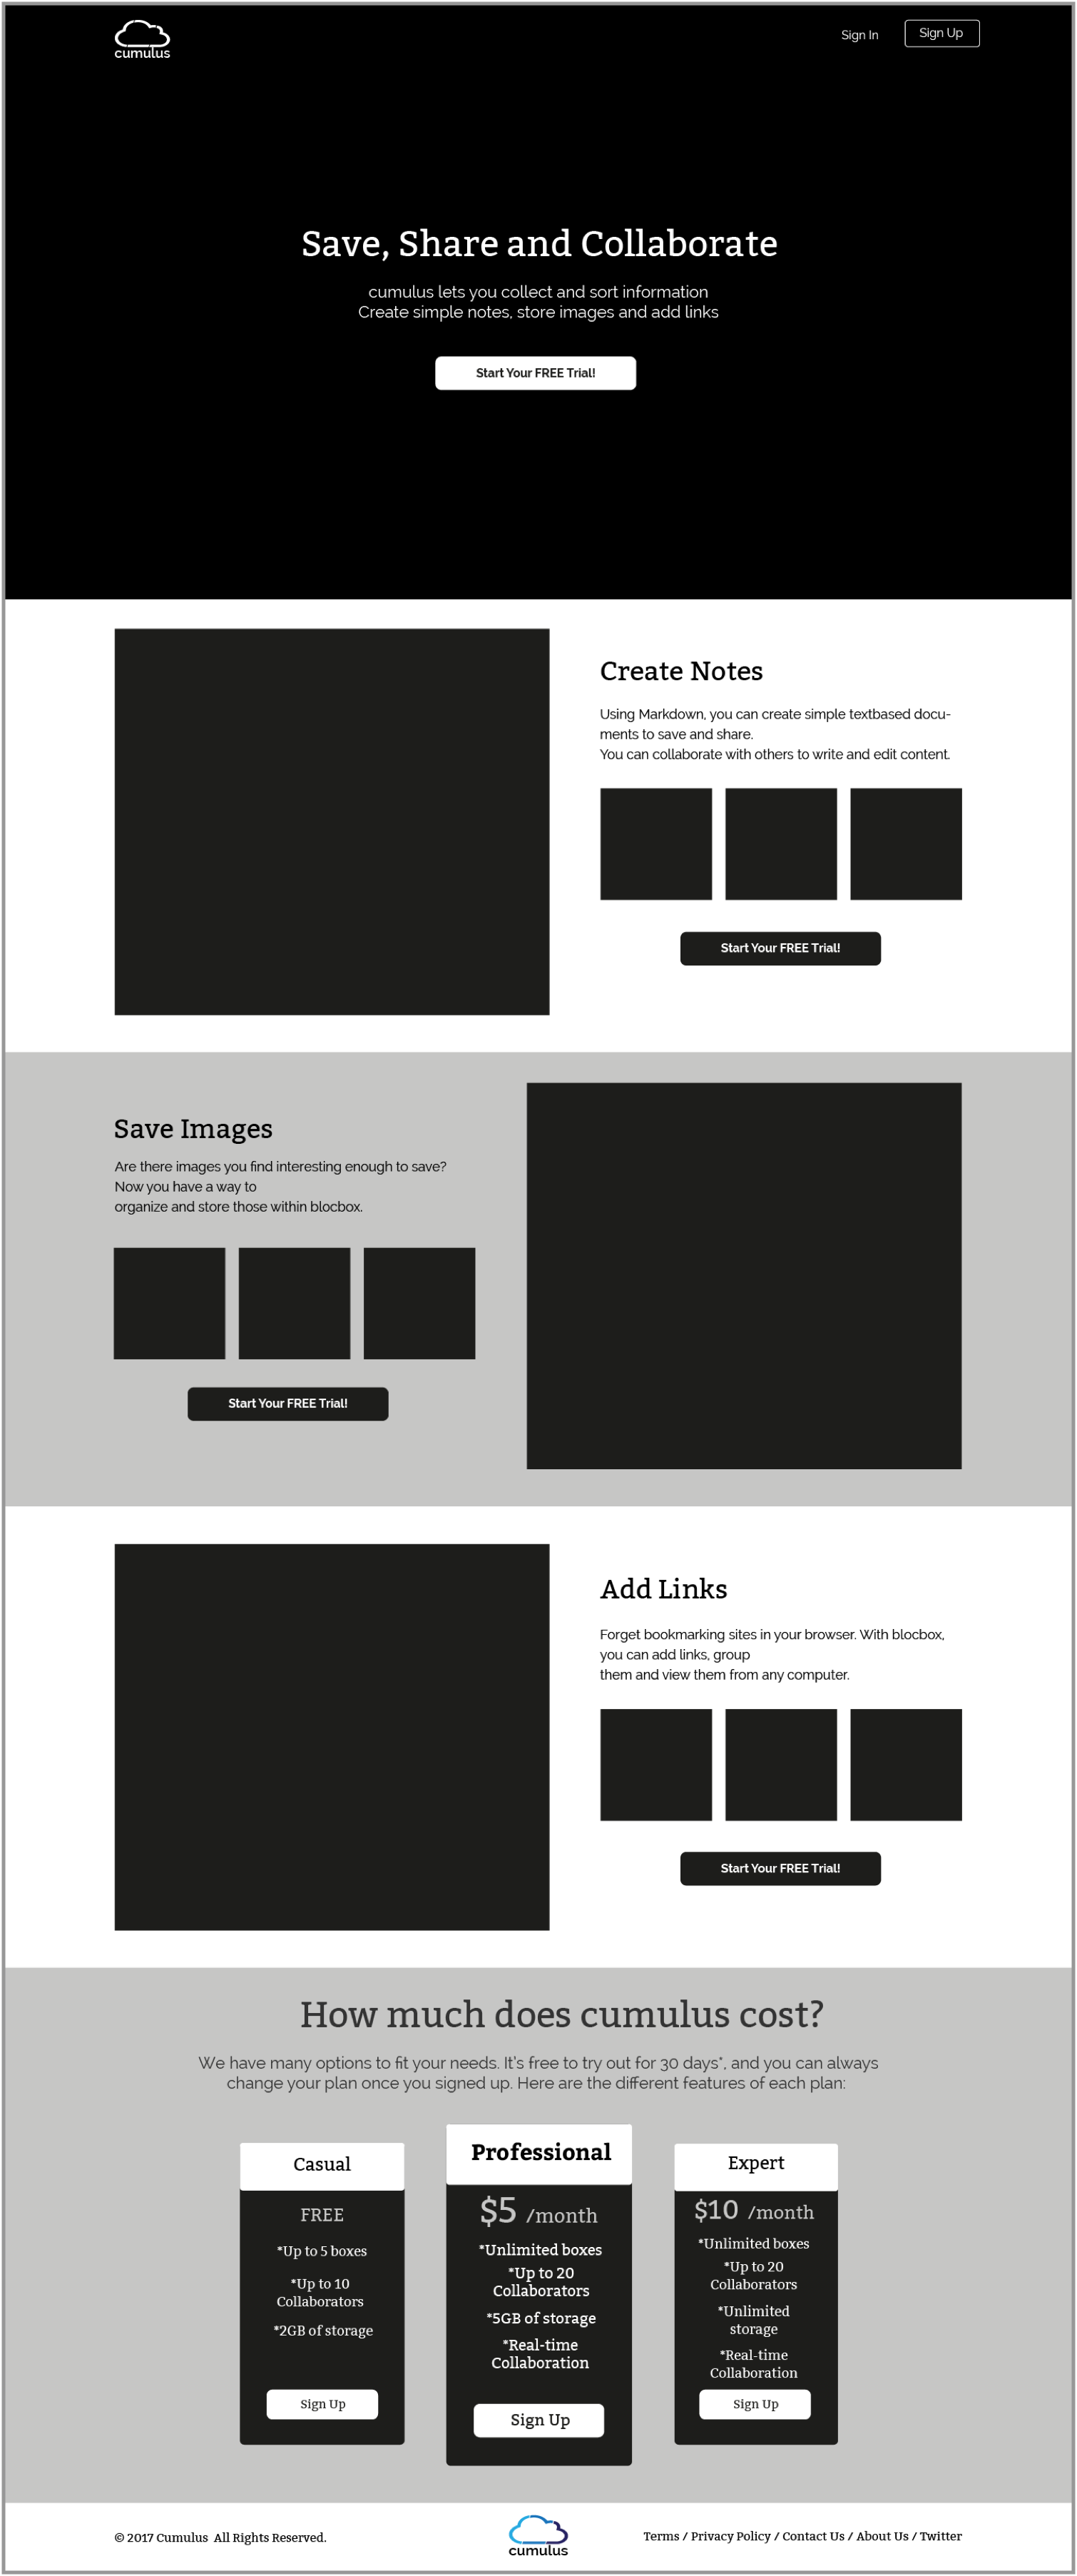 cumulus
Sign In
Sign Up
Save, Share and Collaborate
cumulus lets you collect and sort information
Create simple notes, store images and add links
Start Your FREE Trial!
Create Notes
Using Markdown, you can create simple textbased docu-
ments to save and share.
You can collaborate with others to write and edit content.
Start Your FREE Trial!
Save Images
Are there images you find interesting enough to save?
Now you have a way to
organize and store those within blocbox.
Start Your FREE Trial!
Add Links
Forget bookmarking sites in your browser. With blocbox,
you can add links, group
them and view them from any computer.
Start Your FREE Trial!
How much does cumulus cost?
We have many options to fit your needs. It's free to try out for 30 days*, and you can always
change your plan once you signed up. Here are the different features of each plan:
Casual
FREE
*Up to 5 boxes
*Up to 10
Collaborators
*2GB of storage
Sign Up
Professional
$5 /month
*Unlimited boxes
*Up to 20
Collaborators
*5GB of storage
*Real-time
Collaboration
Sign Up
Expert
$10 /month
*Unlimited boxes
*Up to 20
Collaborators
*Unlimited
storage
*Real-time
Collaboration
Sign Up
© 2017 Cumulus All Rights Reserved.
cumulus
Terms / Privacy Policy / Contact Us / About Us / Twitter